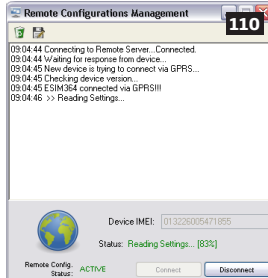 Remote Configurations Management
110
09:04:44 Connecting to Remote Server...Connected.
09:04:44 Waiting for response from device...
09:04:45 New device is trying to connect via GPRS...
09:04:45 Checking device version...
09:04:45 ESIM364 connected via GPRS!!!
09:04:46 >> Reading Settings...
Device IMEI: 013226005471855
Status: Reading Settings... [83%]
Remote Config. Status: ACTIVE
Connect
Disconnect